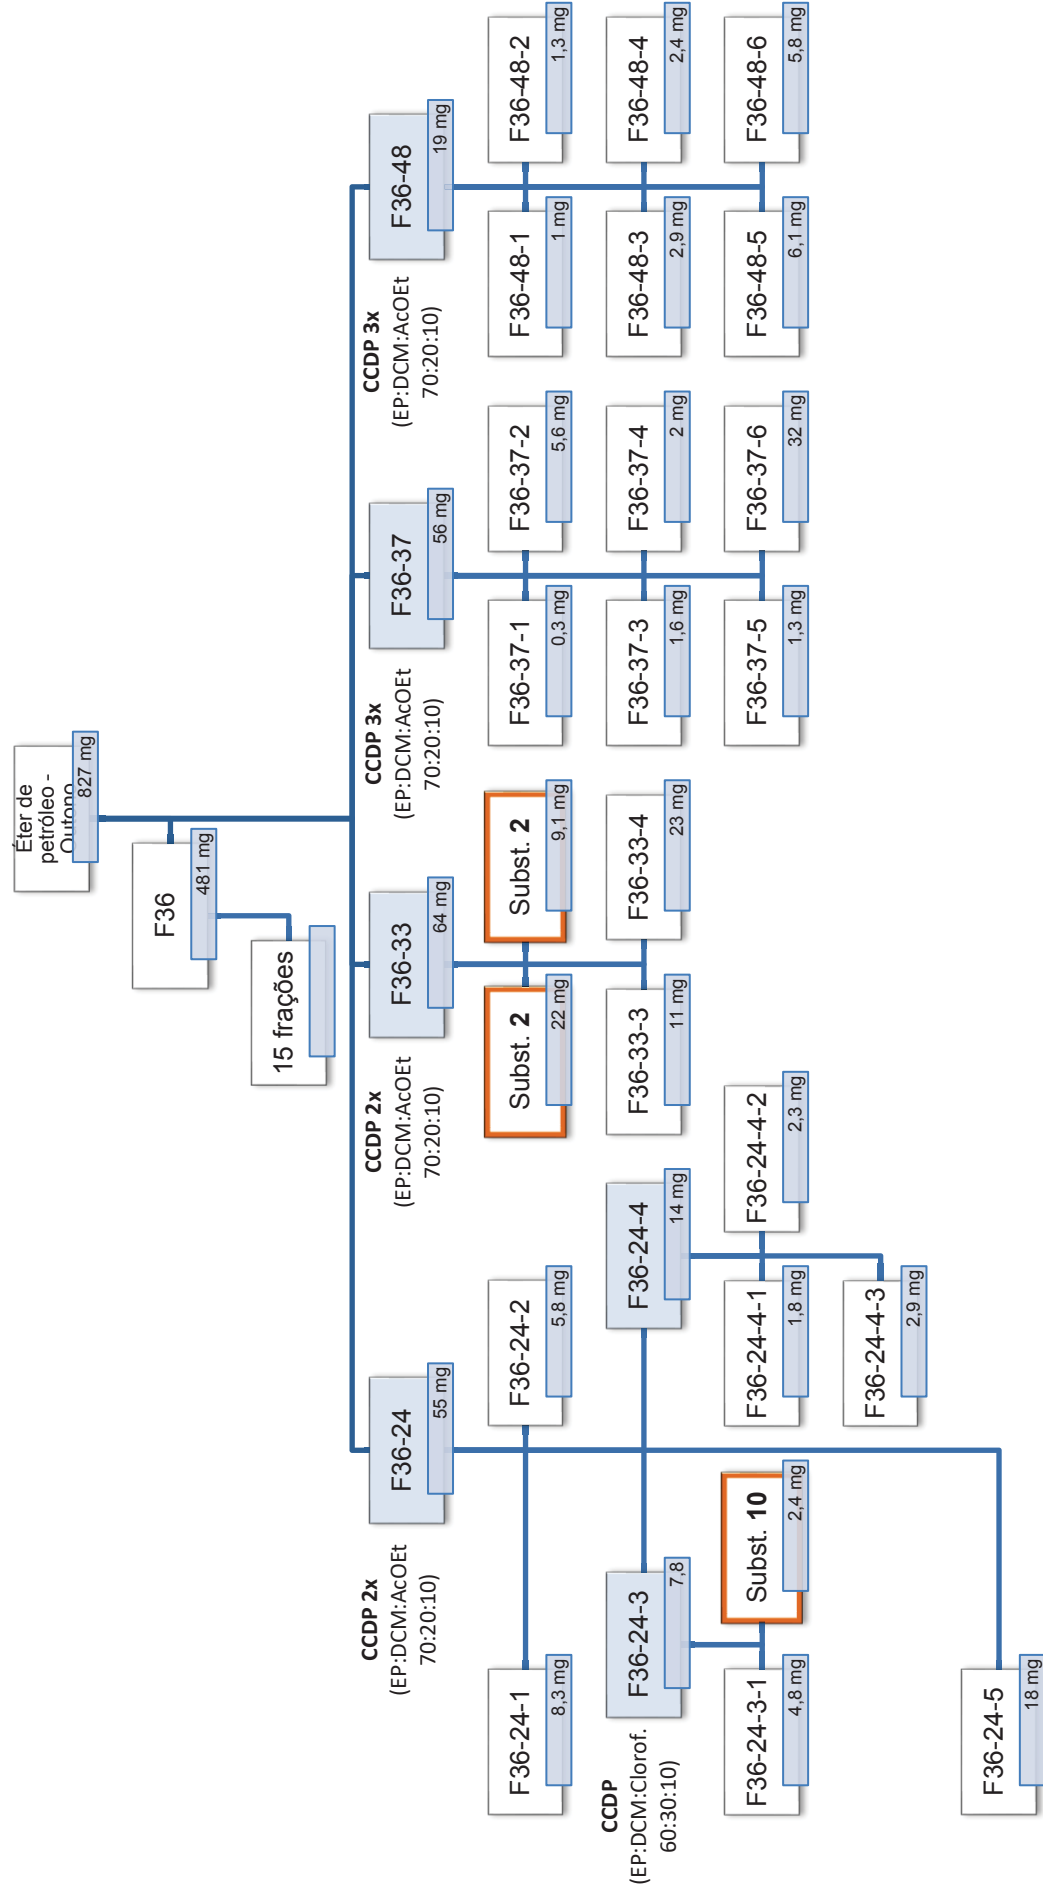 Éter de
petróleo -
Outono
827 mg
F36
481 mg
15 frações
CCDP 2x
(EP:DCM:AcOEt
70:20:10)
F36-24
55 mg
CCDP 2x
(EP:DCM:AcOEt
70:20:10)
F36-33
64 mg
CCDP 3x
(EP:DCM:AcOEt
70:20:10)
F36-37
56 mg
CCDP 3x
(EP:DCM:AcOEt
70:20:10)
F36-48
19 mg
F36-24-1
8,3 mg
F36-24-2
5,8 mg
CCDP
(EP:DCM:Clorof.
60:30:10)
F36-24-3
7,8
F36-24-4
14 mg
F36-24-3-1
4,8 mg
Subst. 10
2,4 mg
F36-24-4-1
1,8 mg
F36-24-4-2
2,3 mg
F36-24-4-3
2,9 mg
F36-24-5
18 mg
Subst. 2
22 mg
Subst. 2
9,1 mg
F36-33-3
11 mg
F36-33-4
23 mg
F36-37-1
0,3 mg
F36-37-2
5,6 mg
F36-37-3
1,6 mg
F36-37-4
2 mg
F36-37-5
1,3 mg
F36-37-6
32 mg
F36-48-1
1 mg
F36-48-2
1,3 mg
F36-48-3
2,9 mg
F36-48-4
2,4 mg
F36-48-5
6,1 mg
F36-48-6
5,8 mg